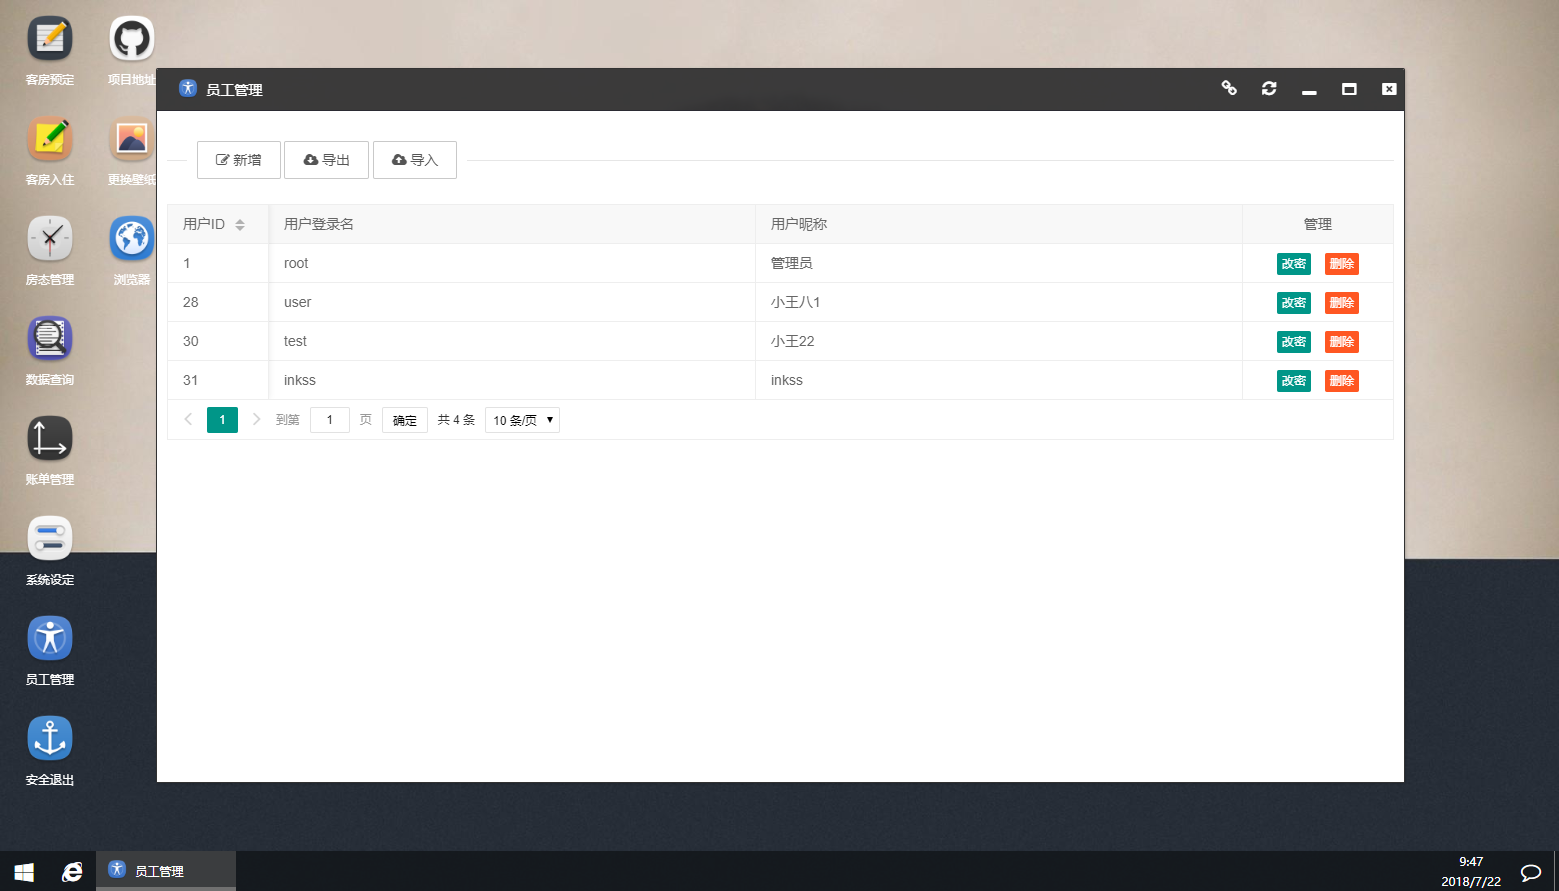 客房预定
项目地址
客房入住
更换壁纸
房态管理
浏览器
数据查询
账单管理
系统设定
员工管理
安全退出
员工管理
新增 导出 导入
用户ID 用户登录名 用户昵称 管理
1 root 管理员 改密 删除
28 user 小王八1 改密 删除
30 test 小王22 改密 删除
31 inkss inkss 改密 删除
1 到第 1 页 确定 共 4 条 10 条/页
员工管理
9:47
2018/7/22